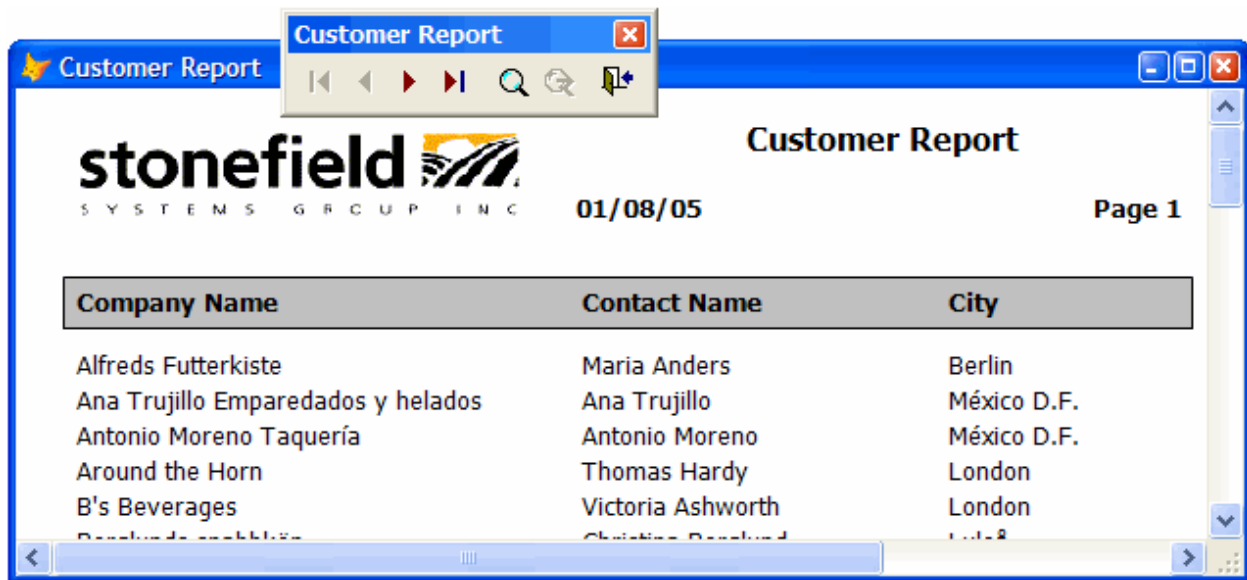 Customer Report
Customer Report
stonefield
SYSTEMS GROUP INC
Customer Report
01/08/05 Page 1
Company Name Contact Name City
Alfreds Futterkiste Maria Anders Berlin
Ana Trujillo Emparedados y helados Ana Trujillo México D.F.
Antonio Moreno Taquería Antonio Moreno México D.F.
Around the Horn Thomas Hardy London
B's Beverages Victoria Ashworth London